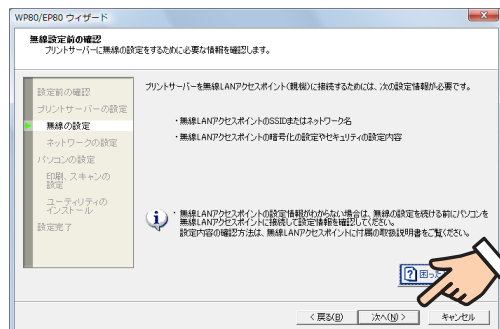 WP80/EP80 ウィザード
無線設定前の確認
プリントサーバーに無線の設定をするために必要な情報を確認します。
設定前の確認
プリントサーバーの設定
無線の設定
ネットワークの設定
パソコンの設定
印刷、スキャンの
設定
ユーティリティの
インストール
設定完了
プリントサーバーを無線LANアクセスポイント(親機)に接続するためには、次の設定情報が必要です。
・無線LANアクセスポイントのSSIDまたはネットワーク名
・無線LANアクセスポイントの暗号化の設定やセキュリティの設定内容
・無線LANアクセスポイントの設定情報がわからない場合は、無線の設定を続ける前にパソコンを
無線LANアクセスポイントに接続して設定情報を確認してください。
設定内容の確認方法は、無線LANアクセスポイントに付属の取扱説明書をご覧ください。
困った
< 戻る(B)
次へ(N) >
キャンセル